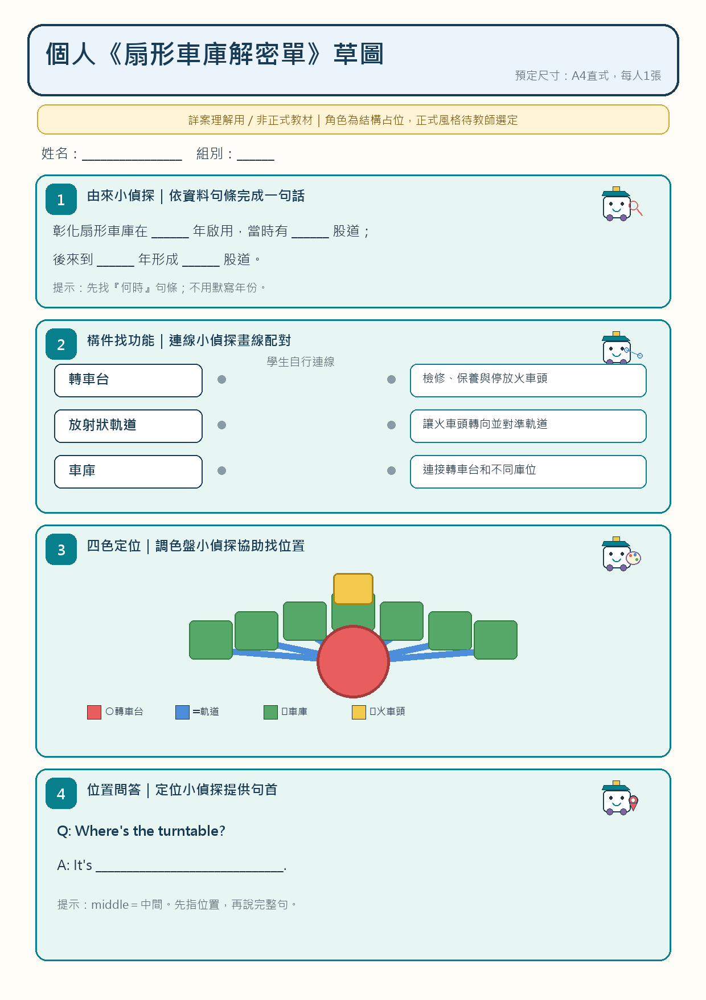 個人《扇形車庫解密單》草圖
預定尺寸：A4直式，每人1張
詳案理解用 / 非正式教材｜角色為結構占位，正式風格待教師選定
姓名：________________　組別：______
1
由來小偵探｜依資料句條完成一句話
彰化扇形車庫在 ______ 年啟用，當時有 ______ 股道；
後來到 ______ 年形成 ______ 股道。
提示：先找『何時』句條；不用默寫年份。
2
構件找功能｜連線小偵探畫線配對
學生自行連線
轉車台
檢修、保養與停放火車頭
放射狀軌道
讓火車頭轉向並對準軌道
車庫
連接轉車台和不同庫位
3
四色定位｜調色盤小偵探協助找位置
○轉車台
=軌道
▯車庫
▯火車頭
4
位置問答｜定位小偵探提供句首
Q: Where's the turntable?
A: It's ______________________________.
提示：middle＝中間。先指位置，再說完整句。